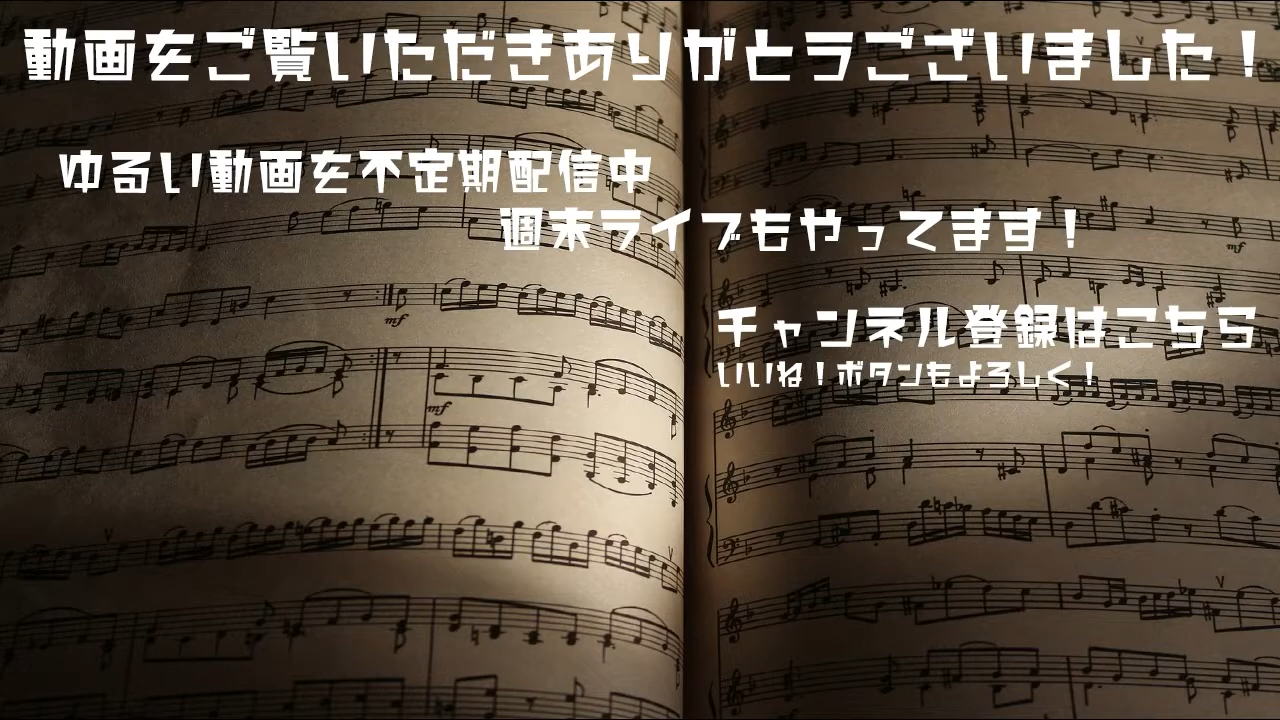 動画をご覧いただきありがとうございました！
ゆるい動画を不定期配信中
週末ライブもやってます！
チャンネル登録はこちら
いいね！ボタンもよろしく！
mf
mf
mf